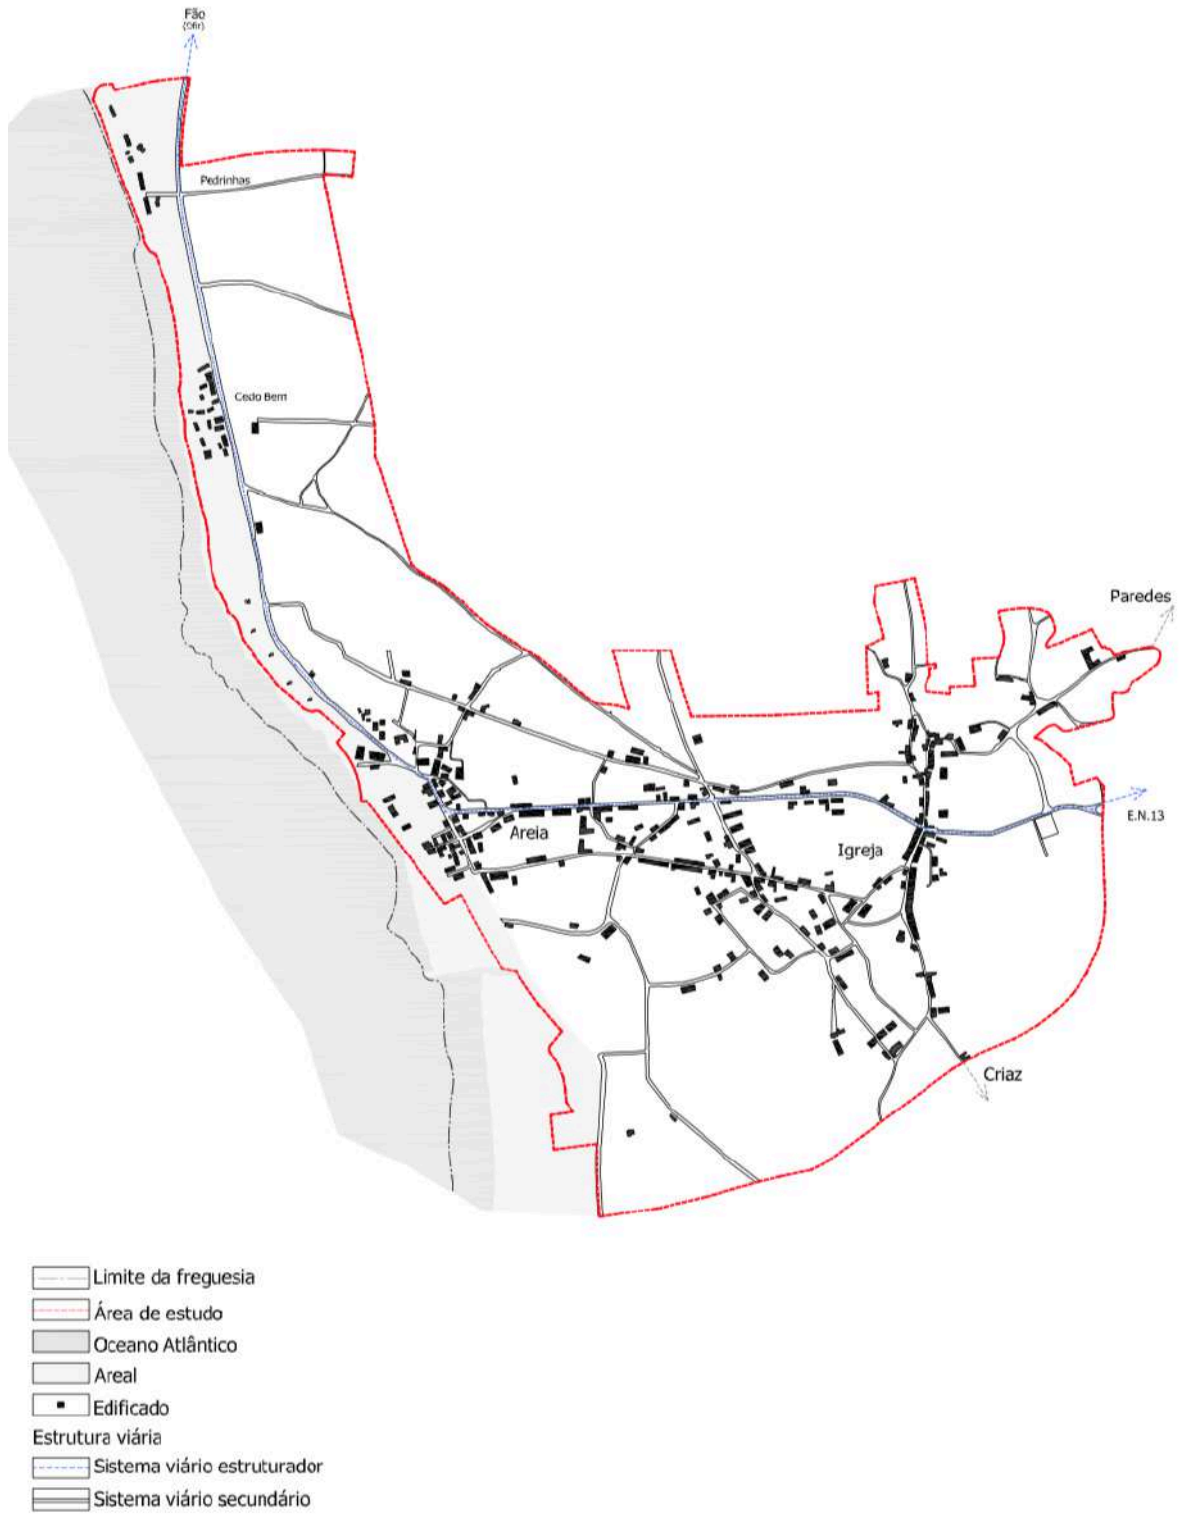 Fão
(Ofir)
Pedrinhas
Cedo Bem
Paredes
E.N.13
Areia
Igreja
Criaz
Limite da freguesia
Área de estudo
Oceano Atlântico
Areal
Edificado
Estrutura viária
Sistema viário estruturador
Sistema viário secundário